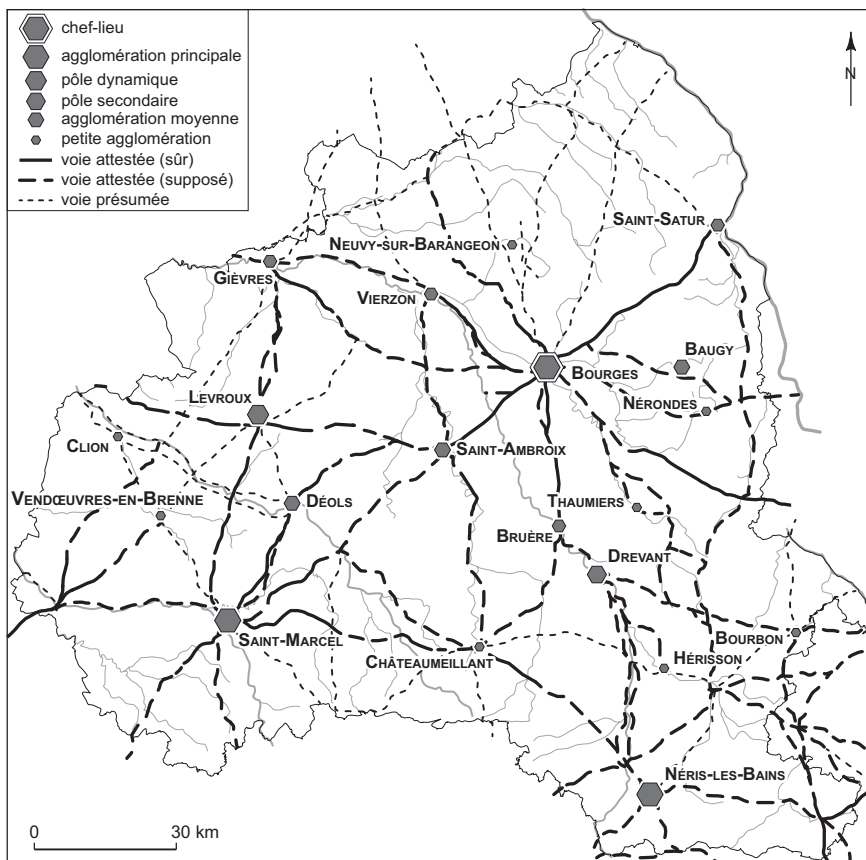 chef-lieu
agglomération principale
pôle dynamique
pôle secondaire
agglomération moyenne
petite agglomération
voie attestée (sûr)
voie attestée (supposé)
voie présumée
N
SAINT-SATUR
NEUVY-SUR-BARANGEON
GIÈVRES
VIERZON
BAUGY
BOURGES
LEVROUX
NÉRONDES
CLION
SAINT-AMBROIX
VENDŒUVRES-EN-BRENNE
DÉOLS
THAUMIERS
BRUÈRE
DREVANT
SAINT-MARCEL
BOURBON
CHÂTEAUMEILLANT
HÉRISSON
NÉRIS-LES-BAINS
0 30 km